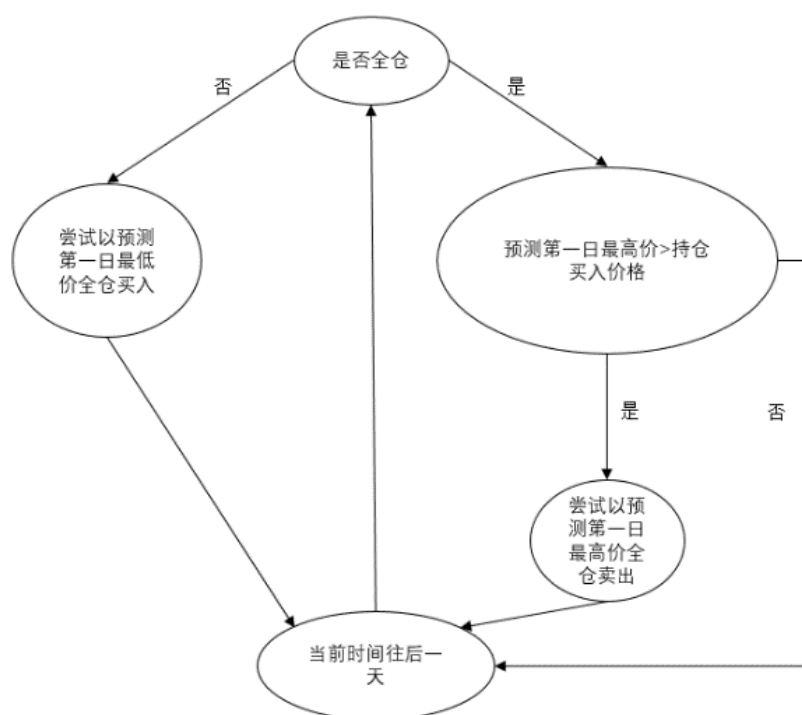 是否全仓
否
是
尝试以预测
第一日最低
价全仓买入
预测第一日最高价>持仓
买入价格
是
否
尝试以预
测第一日
最高价全
仓卖出
当前时间往后一
天